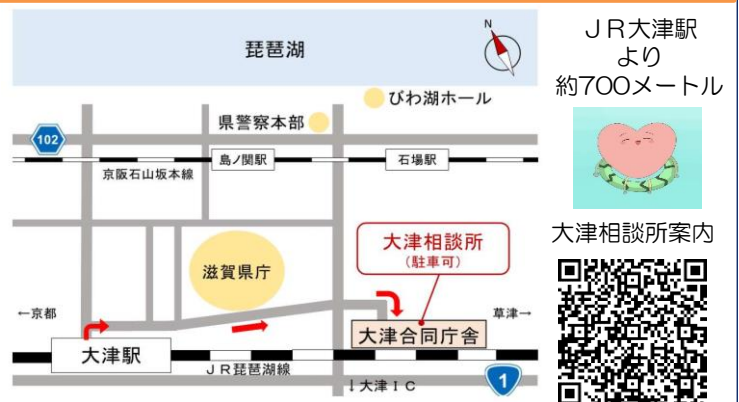 琵琶湖
N
びわ湖ホール
県警察本部
102
島ノ関駅
石場駅
京阪石山坂本線
大津相談所
(駐車可)
滋賀県庁
←京都
草津→
大津合同庁舎
大津駅
JR琵琶湖線
↓大津IC
1
JR大津駅
より
約700メートル
大津相談所案内